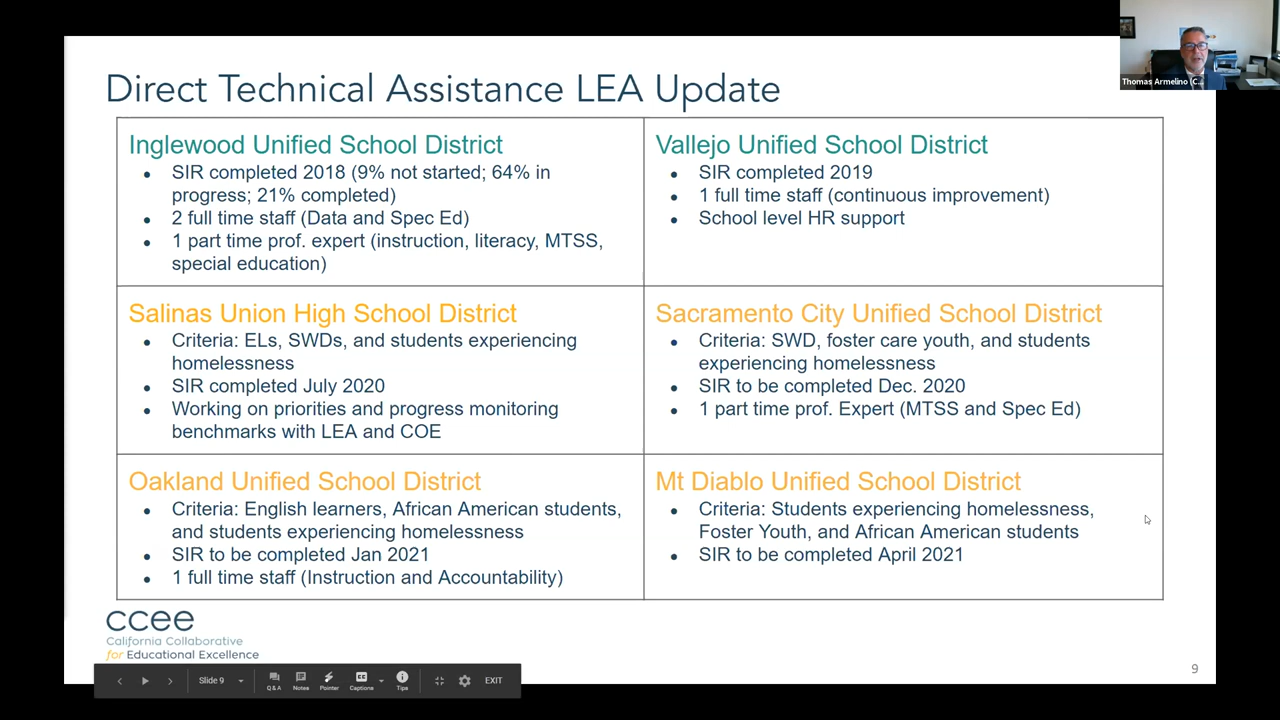 Thomas Armelino (C...
Direct Technical Assistance LEA Update
Inglewood Unified School District
• SIR completed 2018 (9% not started; 64% in
progress; 21% completed)
• 2 full time staff (Data and Spec Ed)
• 1 part time prof. expert (instruction, literacy, MTSS,
special education)
Vallejo Unified School District
• SIR completed 2019
• 1 full time staff (continuous improvement)
• School level HR support
Salinas Union High School District
• Criteria: ELs, SWDs, and students experiencing
homelessness
• SIR completed July 2020
• Working on priorities and progress monitoring
benchmarks with LEA and COE
Sacramento City Unified School District
• Criteria: SWD, foster care youth, and students
experiencing homelessness
• SIR to be completed Dec. 2020
• 1 part time prof. Expert (MTSS and Spec Ed)
Oakland Unified School District
• Criteria: English learners, African American students,
and students experiencing homelessness
• SIR to be completed Jan 2021
• 1 full time staff (Instruction and Accountability)
Mt Diablo Unified School District
• Criteria: Students experiencing homelessness,
Foster Youth, and African American students
• SIR to be completed April 2021
ccee
California Collaborative
for Educational Excellence
9
Slide 9
Q&A
Notes
Pointer
Captions
Tips
EXIT